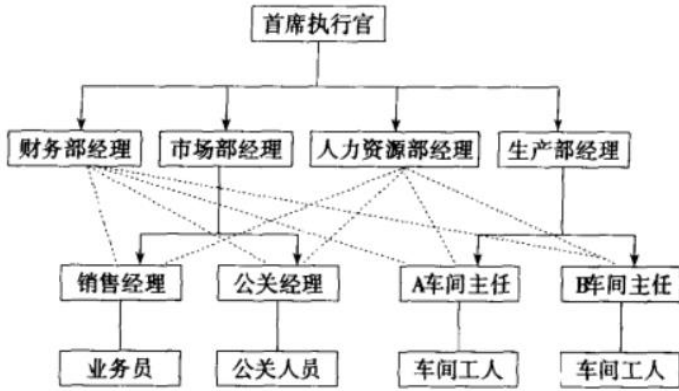 首席执行官
财务部经理
市场部经理
人力资源部经理
生产部经理
销售经理
公关经理
A车间主任
B车间主任
业务员
公关人员
车间工人
车间工人